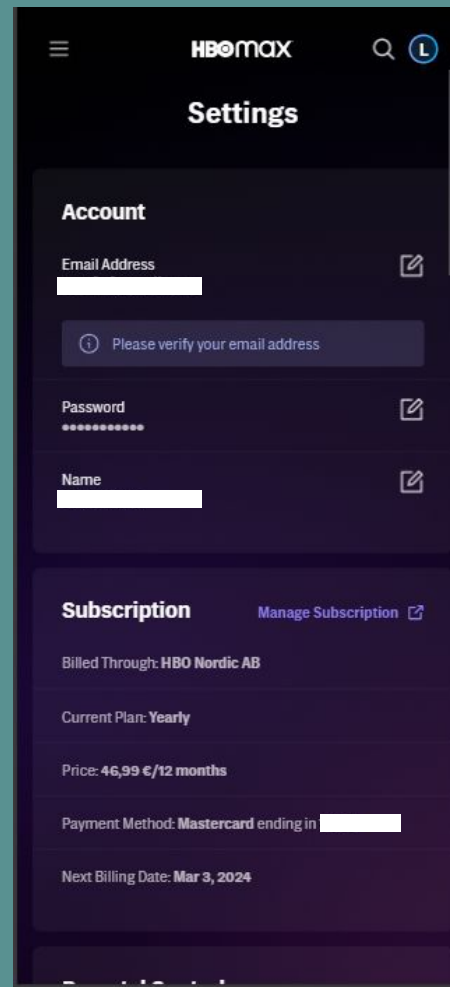 HBOmax
L
Settings
Account
Email Address
Please verify your email address
Password
Name
Subscription
Manage Subscription
Billed Through: HBO Nordic AB
Current Plan: Yearly
Price: 46,99 €/12 months
Payment Method: Mastercard ending in
Next Billing Date: Mar 3, 2024